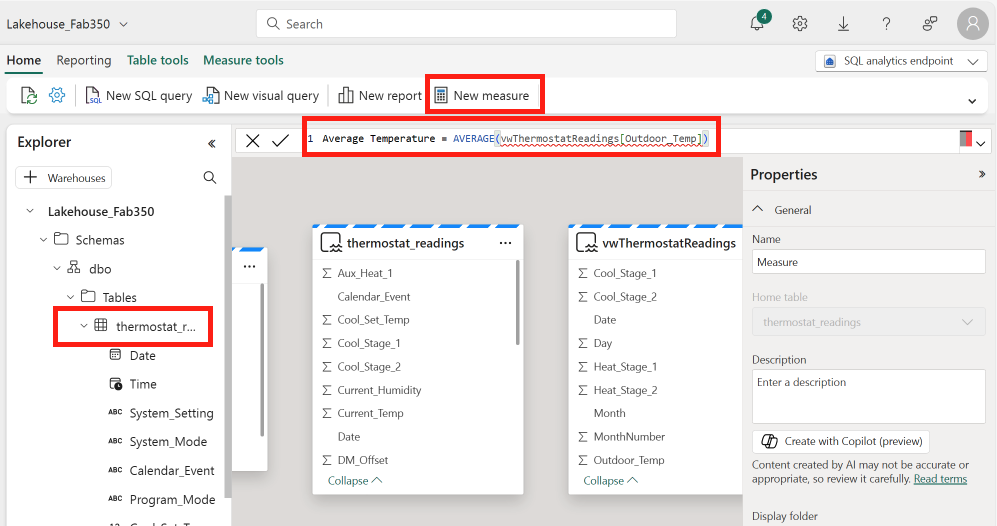 Lakehouse_Fab350
Search
4
Home Reporting Table tools Measure tools
SQL analytics endpoint
New SQL query New visual query New report New measure
Explorer
1 Average Temperature = AVERAGE(vwThermostatReadings[Outdoor_Temp])
Warehouses
Lakehouse_Fab350
Schemas
dbo
Tables
thermostat_r...
Date
Time
ABC System_Setting
ABC System_Mode
ABC Calendar_Event
ABC Program_Mode
thermostat_readings
Aux_Heat_1
Calendar_Event
Cool_Set_Temp
Cool_Stage_1
Cool_Stage_2
Current_Humidity
Current_Temp
Date
DM_Offset
Collapse
vwThermostatReadings
Cool_Stage_1
Cool_Stage_2
Date
Day
Heat_Stage_1
Heat_Stage_2
Month
MonthNumber
Outdoor_Temp
Collapse
Properties
General
Name
Measure
Home table
thermostat_readings
Description
Enter a description
Create with Copilot (preview)
Content created by AI may not be accurate or
appropriate, so review it carefully. Read terms
Display folder